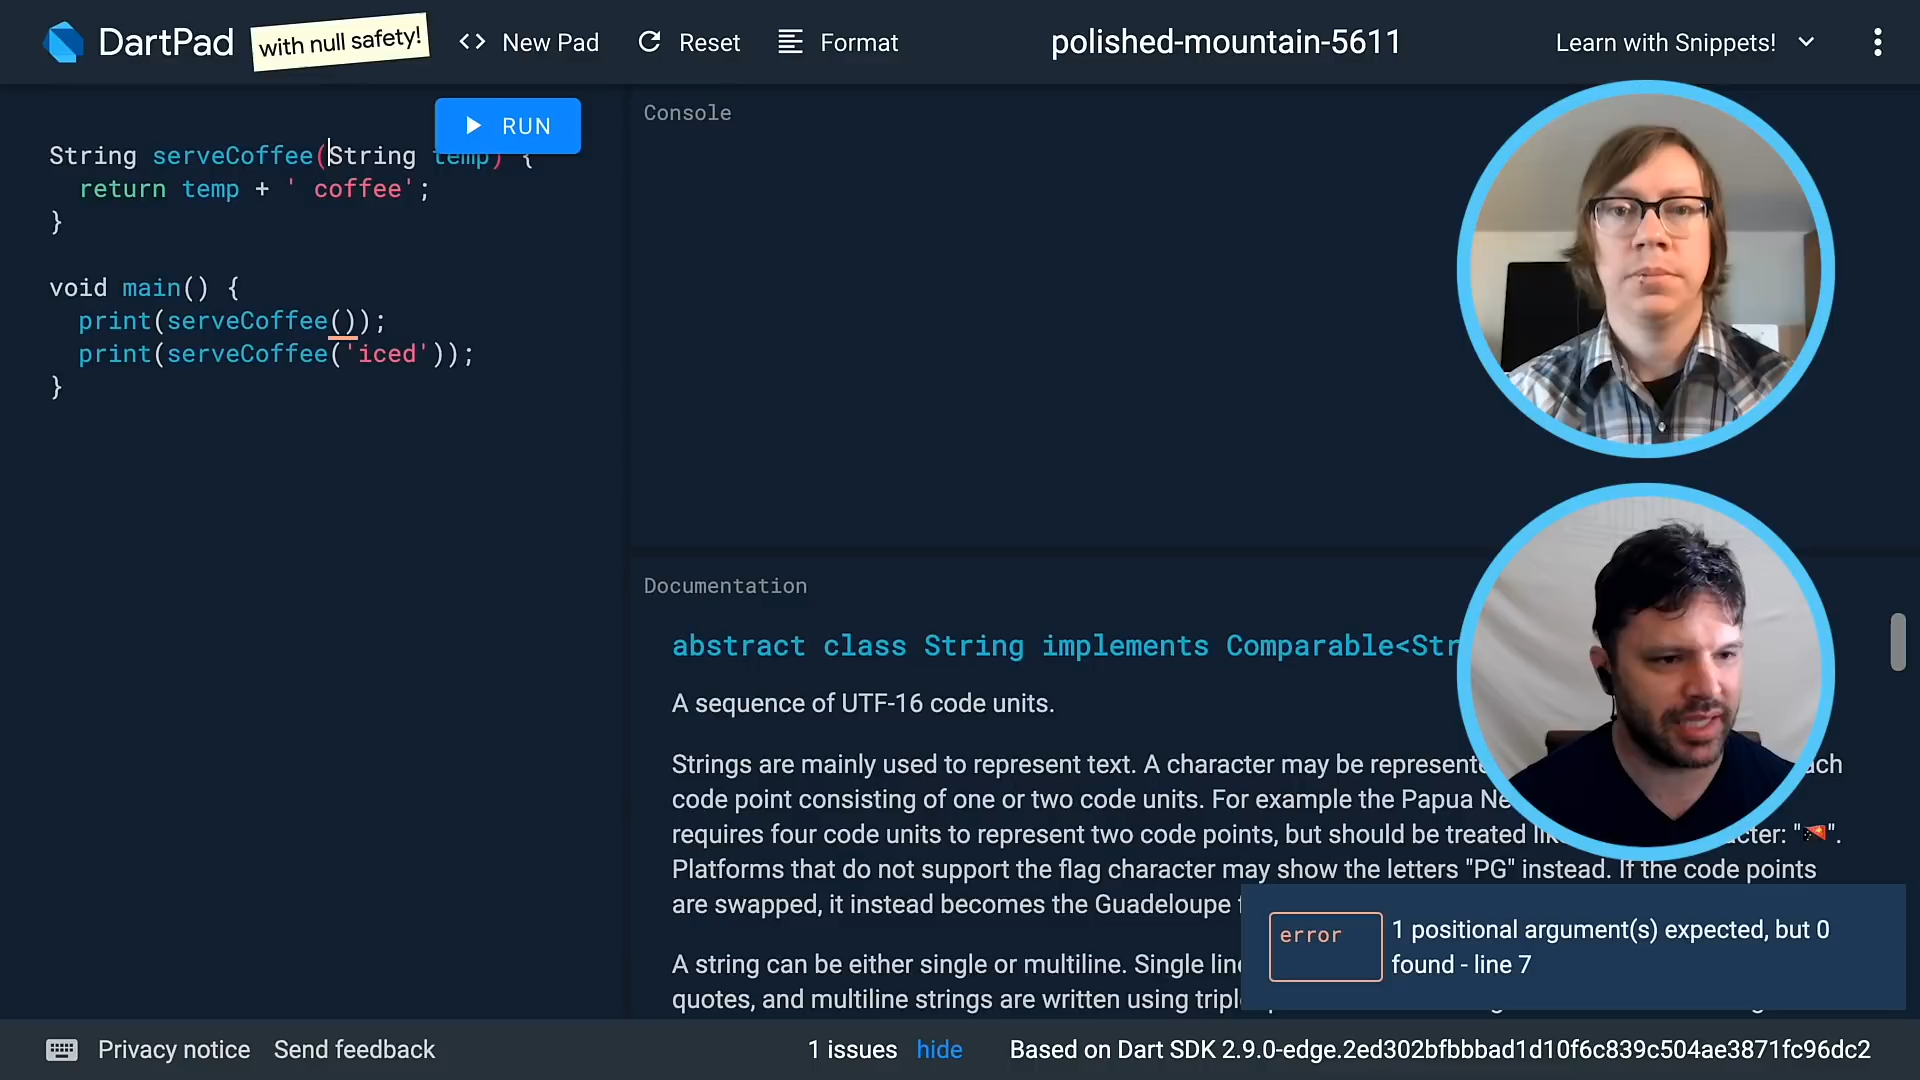 DartPad with null safety! <> New Pad Reset Format polished-mountain-5611 Learn with Snippets!
RUN
Console
String serveCoffee(String temp) {
return temp + ' coffee';
}
void main() {
print(serveCoffee());
print(serveCoffee('iced'));
}
Documentation
abstract class String implements Comparable<Str
A sequence of UTF-16 code units.
Strings are mainly used to represent text. A character may be
code point consisting of one or two code units. For example the Papua
requires four code units to represent two code points, but should be treated "🇵🇬".
Platforms that do not support the flag character may show the letters "PG" instead. If the code points
are swapped, it instead becomes the Guadeloupe
A string can be either single or multiline. Single
quotes, and multiline strings are written using
error 1 positional argument(s) expected, but 0
found - line 7
Privacy notice Send feedback 1 issues hide Based on Dart SDK 2.9.0-edge.2ed302bfbbbad1d10f6c839c504ae3871fc96dc2